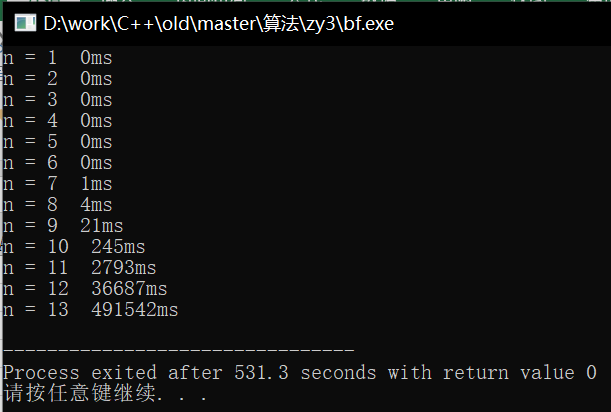 D:\work\C++\old\master\算法\zy3\bf.exe
n = 1  0ms
n = 2  0ms
n = 3  0ms
n = 4  0ms
n = 5  0ms
n = 6  0ms
n = 7  1ms
n = 8  4ms
n = 9  21ms
n = 10  245ms
n = 11  2793ms
n = 12  36687ms
n = 13  491542ms
--------------------------------
Process exited after 531.3 seconds with return value 0
请按任意键继续. . .